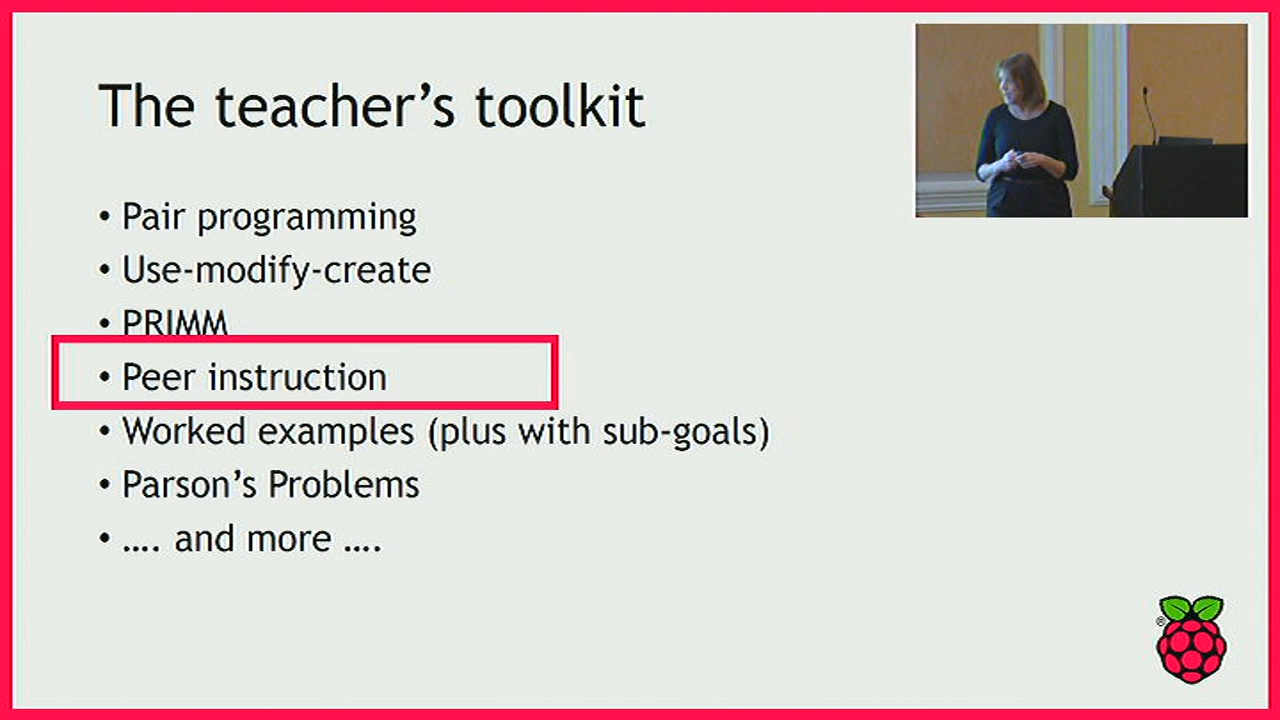 The teacher’s toolkit
• Pair programming
• Use-modify-create
• PRIMM
• Peer instruction
• Worked examples (plus with sub-goals)
• Parson’s Problems
• …. and more ….
®